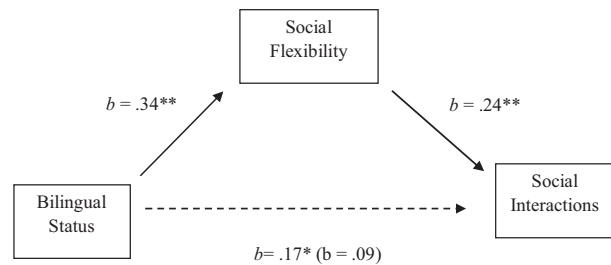 Social
Flexibility
b = .34**
b = .24**
Bilingual
Status
Social
Interactions
b= .17* (b = .09)